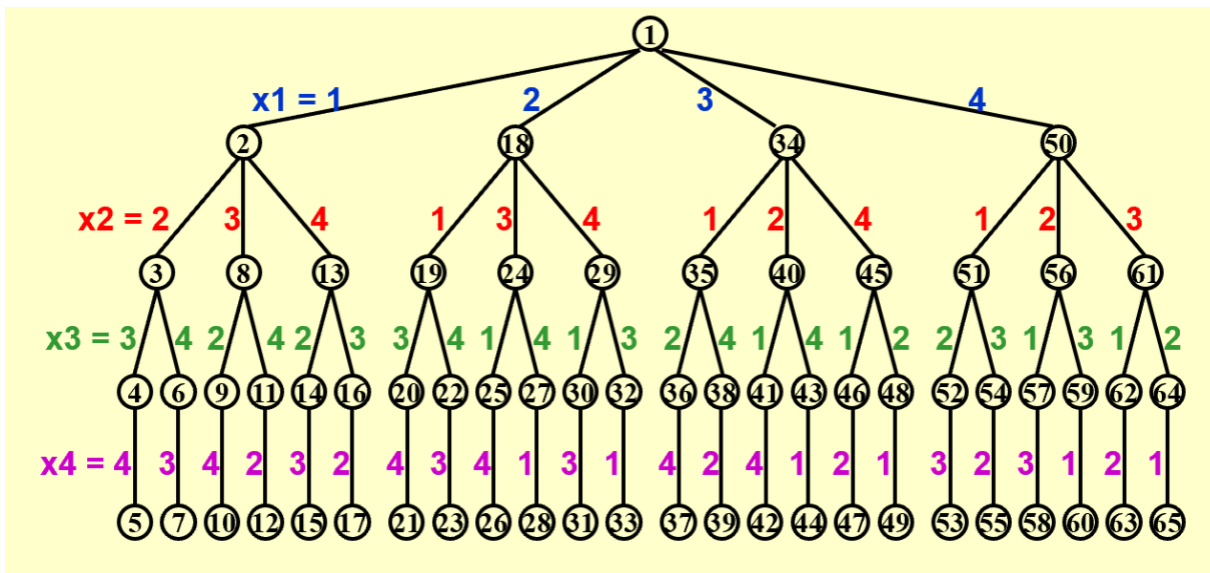 1
x1 = 1 2 3 4
2 18 34 50
x2 = 2 3 4 1 3 4 1 2 4 1 2 3
3 8 13 19 24 29 35 40 45 51 56 61
x3 = 3 4 2 4 2 3 3 4 1 4 1 3 2 4 1 4 1 2 2 3 1 3 1 2
4 6 9 11 14 16 20 22 25 27 30 32 36 38 41 43 46 48 52 54 57 59 62 64
x4 = 4 3 4 2 3 2 4 3 4 1 3 1 4 2 4 1 2 1 3 2 3 1 2 1
5 7 10 12 15 17 21 23 26 28 31 33 37 39 42 44 47 49 53 55 58 60 63 65